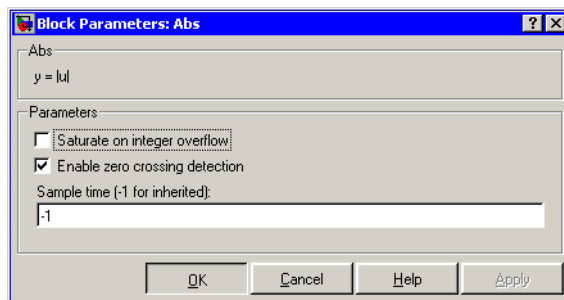 Block Parameters: Abs
Abs
y = |u|
Parameters
Saturate on integer overflow
Enable zero crossing detection
Sample time (-1 for inherited):
-1
OK Cancel Help Apply